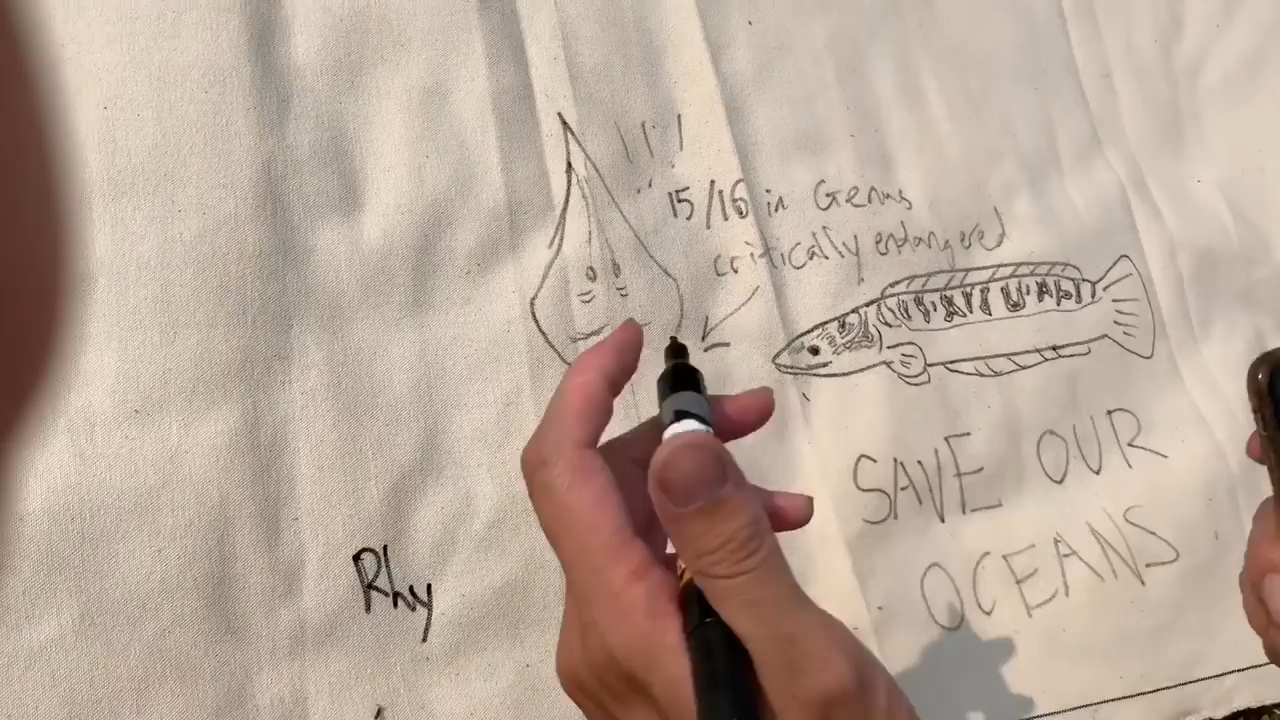 !!!
15/16 in Genus
critically endangered
SAVE OUR
OCEANS
Rhy